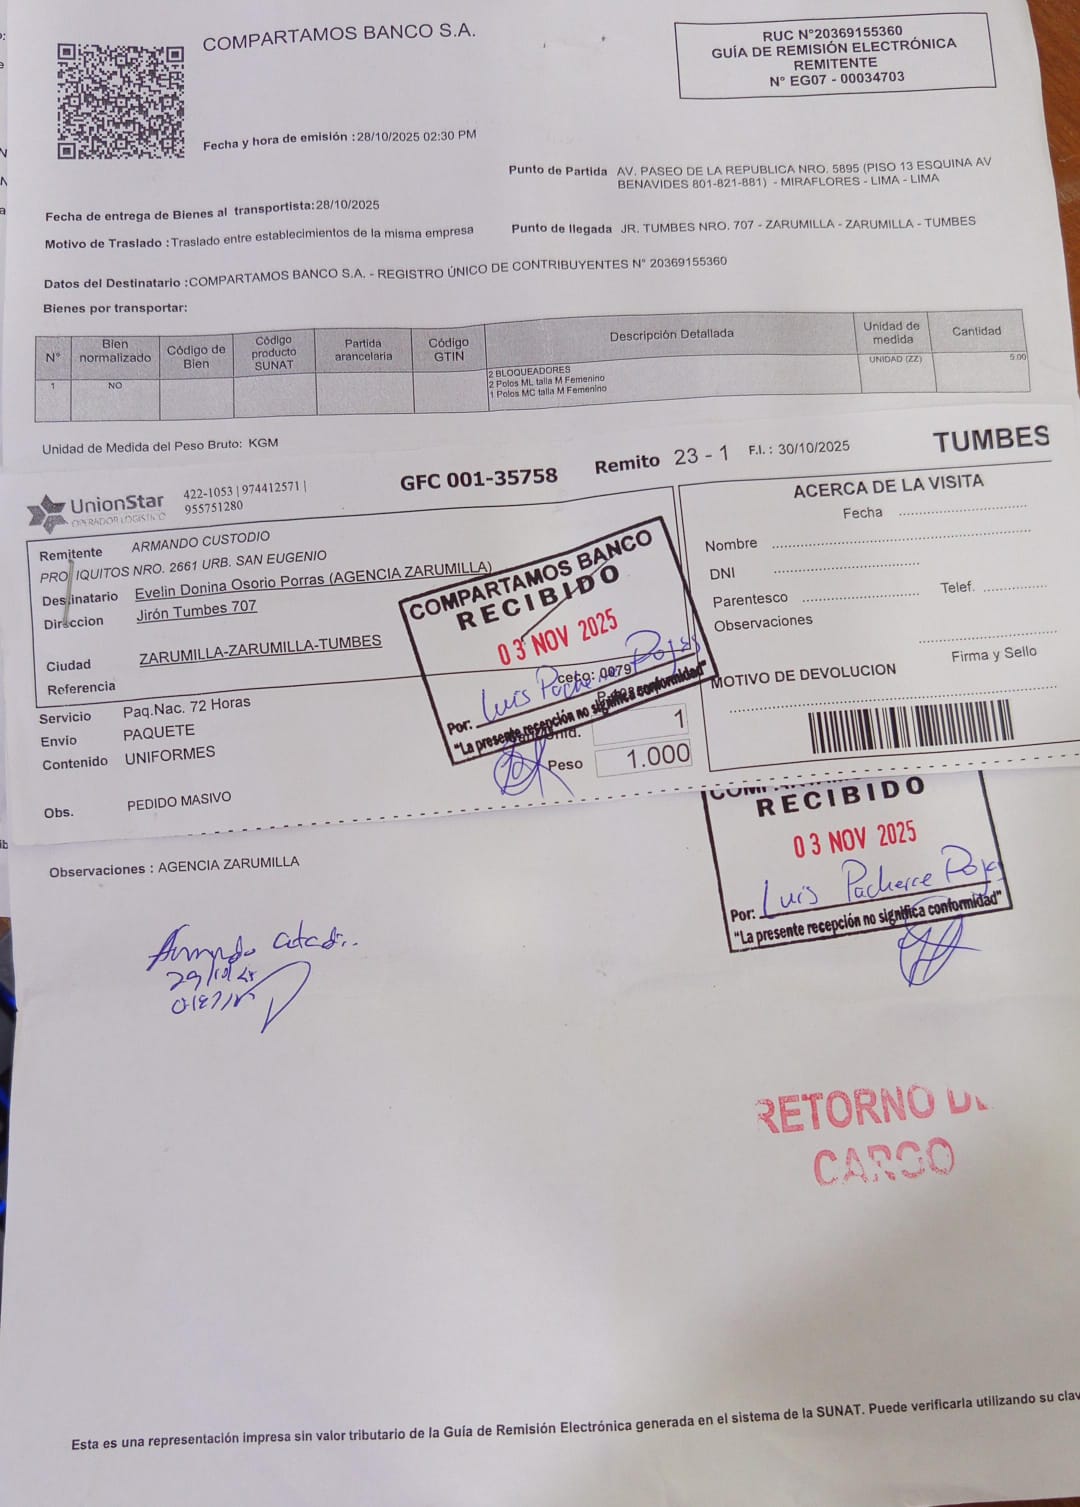 COMPARTAMOS BANCO S.A.
RUC N°20369155360
GUÍA DE REMISIÓN ELECTRÓNICA
REMITENTE
N° EG07 - 00034703
Fecha y hora de emisión :28/10/2025 02:30 PM
Punto de Partida AV. PASEO DE LA REPUBLICA NRO. 5895 (PISO 13 ESQUINA AV
BENAVIDES 801-821-881) - MIRAFLORES - LIMA - LIMA
Fecha de entrega de Bienes al transportista:28/10/2025
Motivo de Traslado :Traslado entre establecimientos de la misma empresa
Punto de llegada JR. TUMBES NRO. 707 - ZARUMILLA - ZARUMILLA - TUMBES
Datos del Destinatario :COMPARTAMOS BANCO S.A. - REGISTRO ÚNICO DE CONTRIBUYENTES N° 20369155360
Bienes por transportar:
N° Bien normalizado Código de Bien Código producto SUNAT Partida arancelaria Código GTIN Descripción Detallada Unidad de medida Cantidad
1 NO 2 BLOQUEADORES UNIDAD (ZZ) 5.00
2 Polos ML talla M Femenino
1 Polos MC talla M Femenino
Unidad de Medida del Peso Bruto: KGM
UnionStar
OPERADOR LOGISTICO
422-1053 | 974412571 |
955751280
GFC 001-35758
Remito 23 - 1
F.I. : 30/10/2025
TUMBES
Remitente ARMANDO CUSTODIO
PRO IQUITOS NRO. 2661 URB. SAN EUGENIO
Destinatario Evelin Donina Osorio Porras (AGENCIA ZARUMILLA)
Direccion Jirón Tumbes 707
Ciudad ZARUMILLA-ZARUMILLA-TUMBES
Referencia
Servicio Paq.Nac. 72 Horas
Envio PAQUETE
Contenido UNIFORMES
Obs. PEDIDO MASIVO
COMPARTAMOS BANCO
RECIBIDO
03 NOV 2025
Ceco: 0079
Por: Luis Pacherre Rojas
"La presente recepción no significa conformidad"
1
Peso 1.000
ACERCA DE LA VISITA
Fecha
Nombre
DNI
Parentesco
Telef.
Observaciones
Firma y Sello
MOTIVO DE DEVOLUCION
RECIBIDO
03 NOV 2025
Por: Luis Pacherre Rojas
"La presente recepción no significa conformidad"
Observaciones : AGENCIA ZARUMILLA
RETORNO DE
CARGO
Esta es una representación impresa sin valor tributario de la Guía de Remisión Electrónica generada en el sistema de la SUNAT. Puede verificarla utilizando su clav